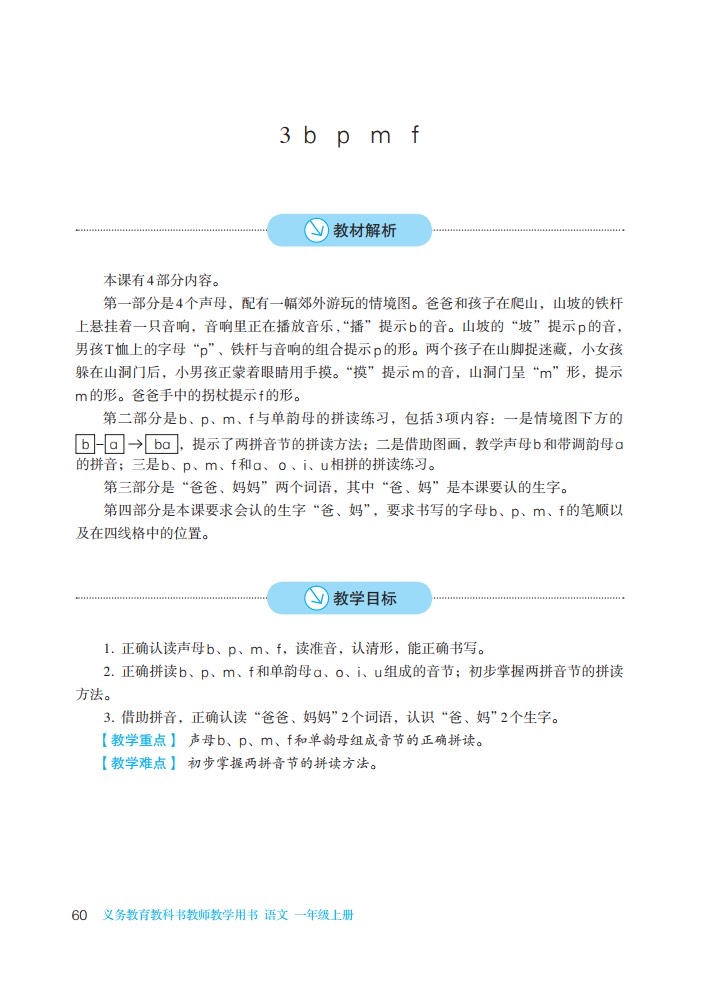 3 b p m f
教材解析
本课有4部分内容。
第一部分是4个声母，配有一幅郊外游玩的情境图。爸爸和孩子在爬山，山坡的铁杆
上悬挂着一只音响，音响里正在播放音乐，“播”提示b的音。山坡的“坡”提示p的音，
男孩T恤上的字母“p”、铁杆与音响的组合提示p的形。两个孩子在山脚捉迷藏，小女孩
躲在山洞门后，小男孩正蒙着眼睛用手摸。“摸”提示m的音，山洞门呈“m”形，提示
m的形。爸爸手中的拐杖提示f的形。
第二部分是b、p、m、f与单韵母的拼读练习，包括3项内容：一是情境图下方的
b－a→ba，提示了两拼音节的拼读方法；二是借助图画，教学声母b和带调韵母ɑ
的拼音；三是b、p、m、f和ɑ、o、i、u相拼的拼读练习。
第三部分是“爸爸、妈妈”两个词语，其中“爸、妈”是本课要认的生字。
第四部分是本课要求会认的生字“爸、妈”，要求书写的字母b、p、m、f的笔顺以
及在四线格中的位置。
教学目标
1. 正确认读声母b、p、m、f，读准音，认清形，能正确书写。
2. 正确拼读b、p、m、f和单韵母ɑ、o、i、u组成的音节；初步掌握两拼音节的拼读
方法。
3. 借助拼音，正确认读“爸爸、妈妈”2个词语，认识“爸、妈”2个生字。
【教学重点】 声母b、p、m、f和单韵母组成音节的正确拼读。
【教学难点】 初步掌握两拼音节的拼读方法。
60 义务教育教科书教师教学用书 语文 一年级上册